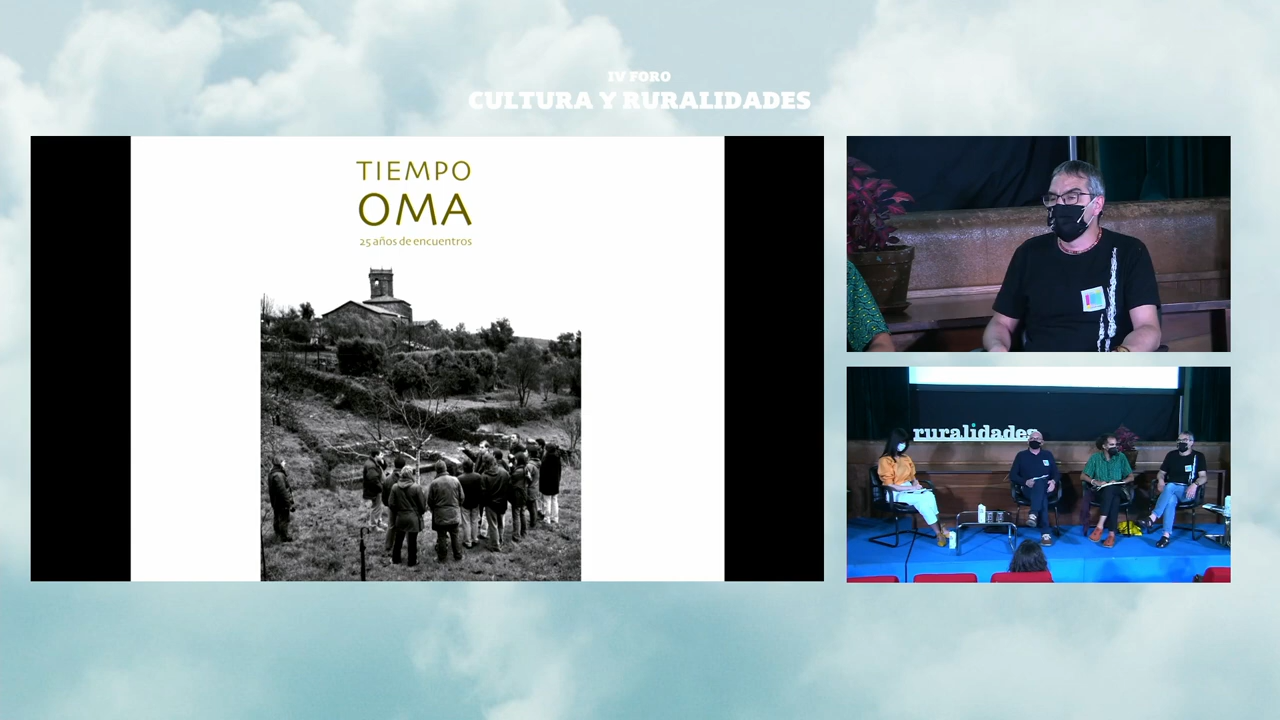 IV FORO
CULTURA Y RURALIDADES
TIEMPO
OMA
25 años de encuentros
ruralidades